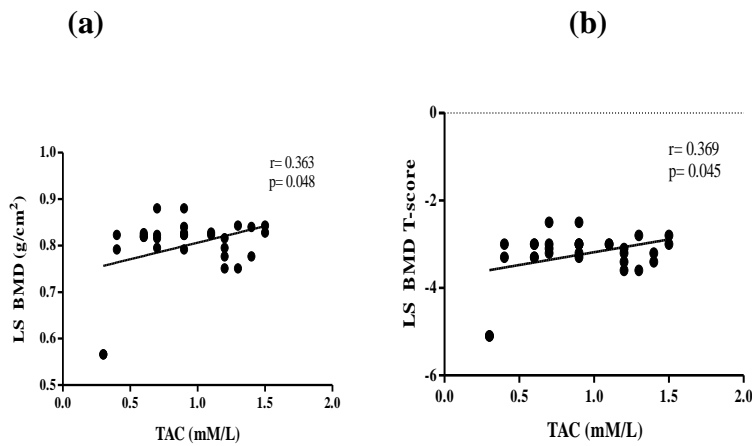 (a)
(b)
r= 0.363
p= 0.048
LS BMD (g/cm²)
1.0
0.9
0.8
0.7
0.6
0.5
0.0 0.5 1.0 1.5 2.0
TAC (mM/L)
r= 0.369
p= 0.045
LS BMD T-score
0
-2
-4
-6
0.0 0.5 1.0 1.5 2.0
TAC (mM/L)